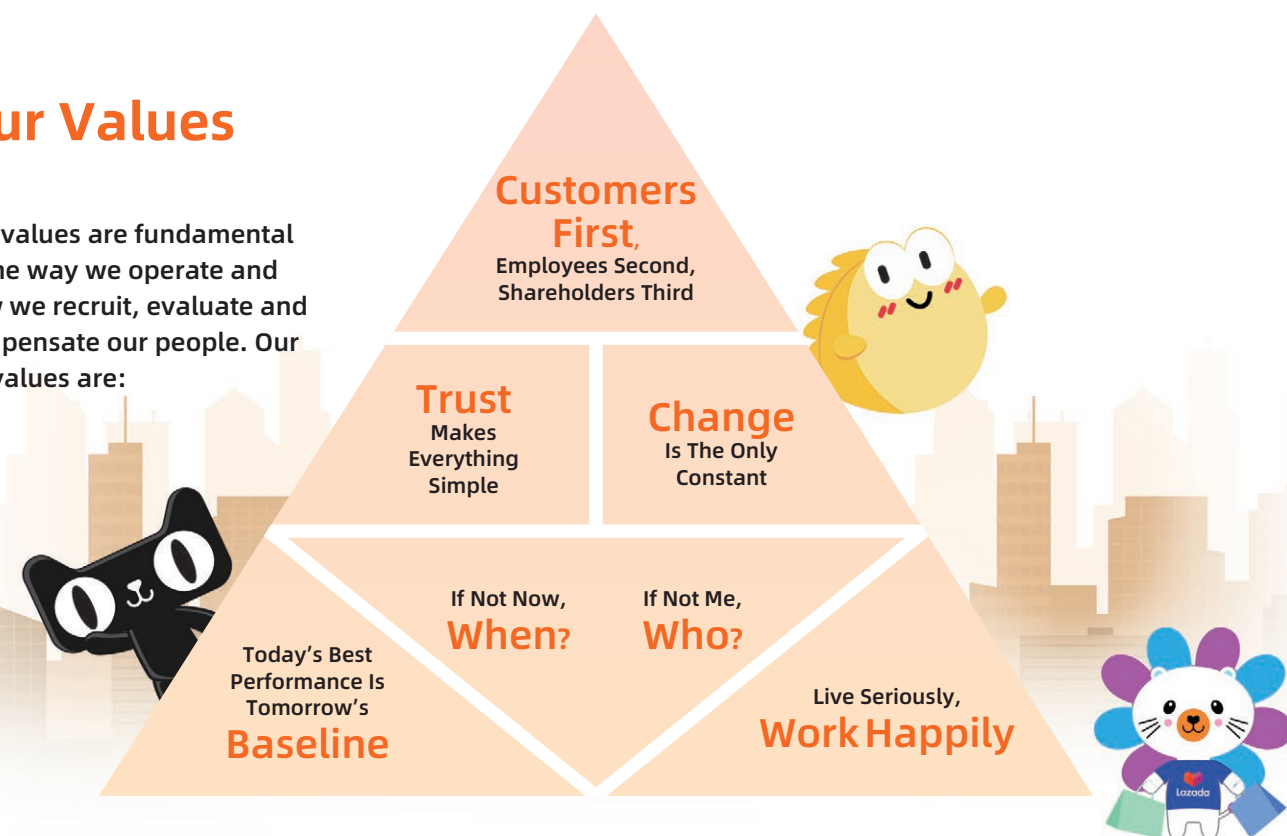 ur Values
values are fundamental
he way we operate and
w we recruit, evaluate and
pensate our people. Our
values are:
Customers
First,
Employees Second,
Shareholders Third
Trust
Makes
Everything
Simple
Change
Is The Only
Constant
If Not Now,
When?
If Not Me,
Who?
Today’s Best
Performance Is
Tomorrow’s
Baseline
Live Seriously,
Work Happily
Lazada